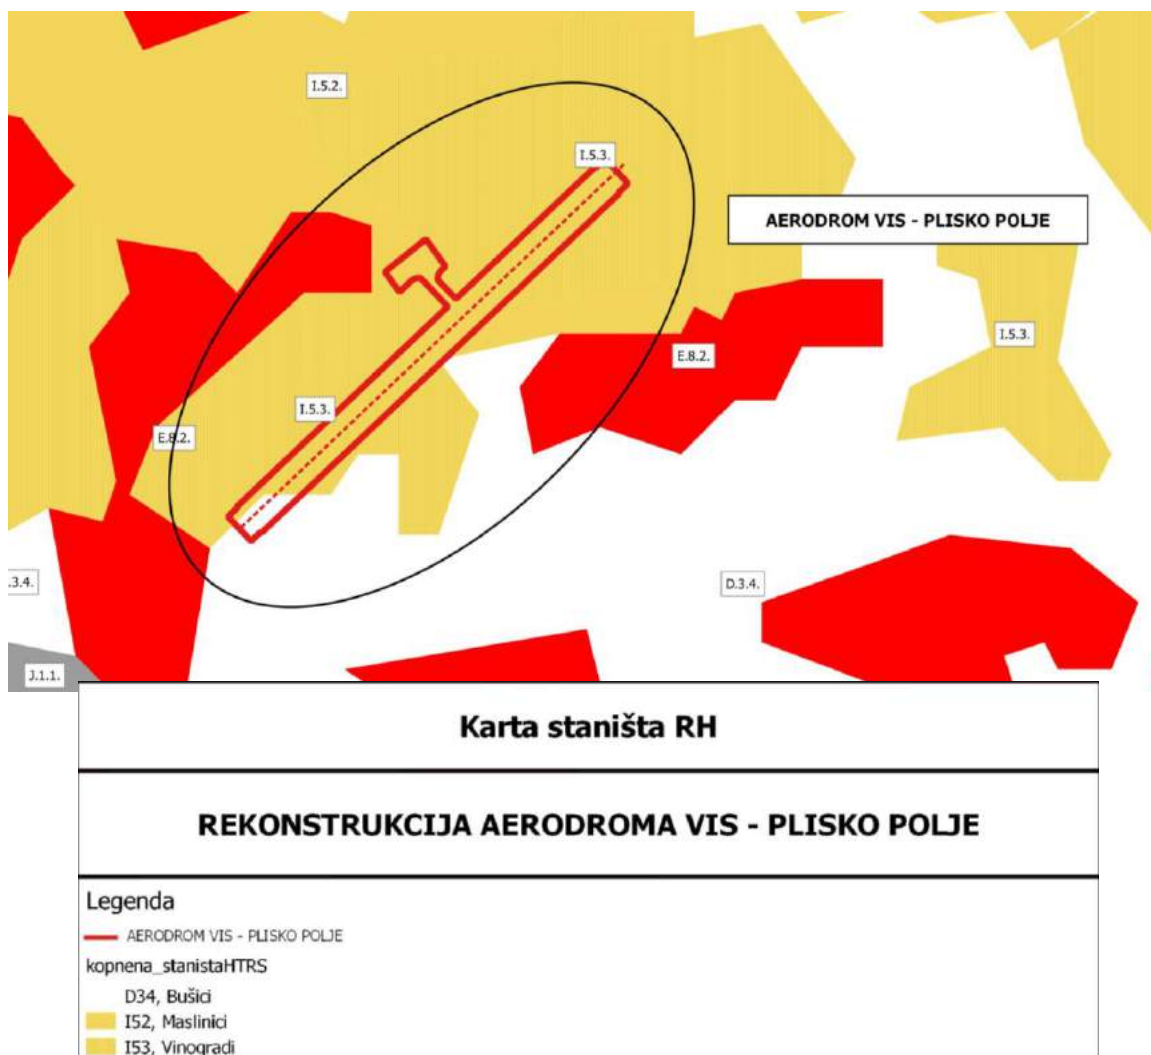 I.5.2.
I.5.3.
AERODROM VIS - PLISKO POLJE
I.5.3.
E.8.2.
I.5.3.
E.8.2.
.3.4.
D.3.4.
J.1.1.
Karta staništa RH
REKONSTRUKCIJA AERODROMA VIS - PLISKO POLJE
Legenda
AERODROM VIS - PLISKO POLJE
kopnena_stanistaHTRS
D34, Bušici
I52, Maslinici
I53, Vinogradi